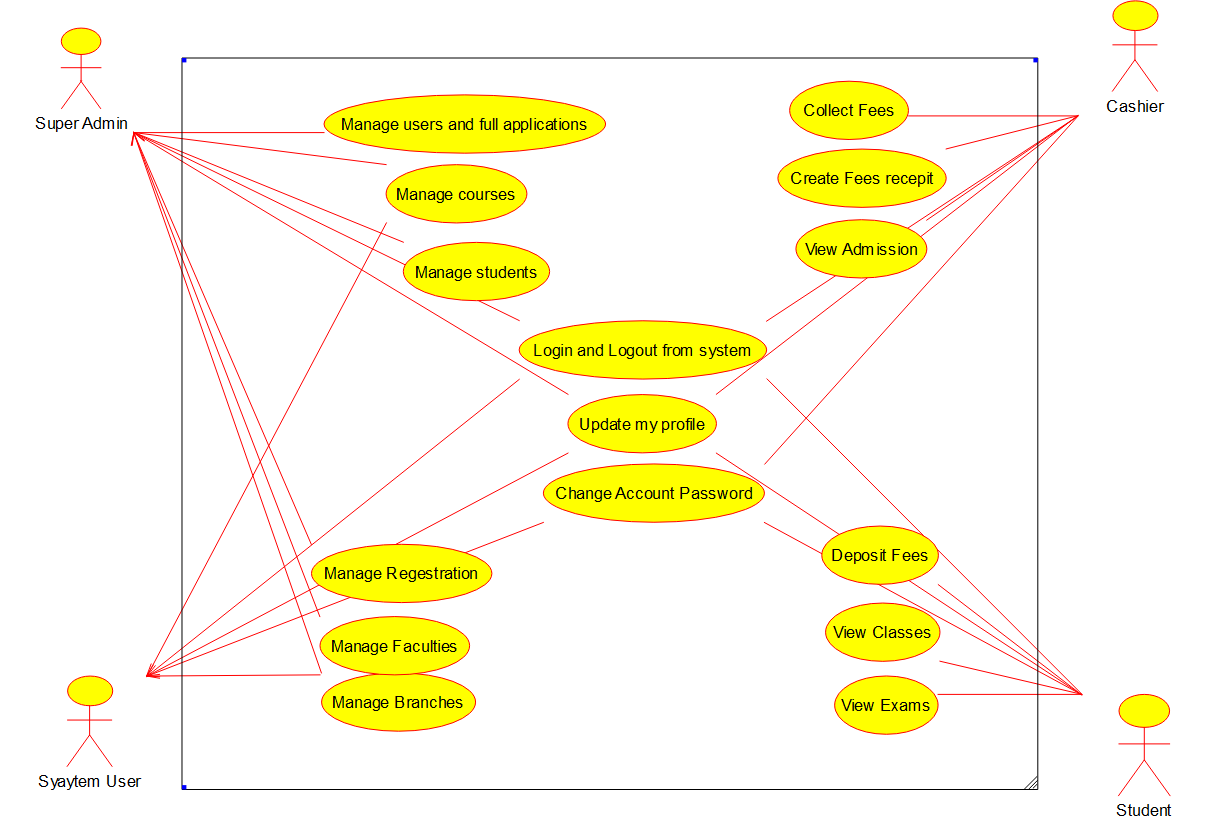 Super Admin
Cashier
Manage users and full applications
Collect Fees
Manage courses
Create Fees recepit
Manage students
View Admission
Login and Logout from system
Update my profile
Change Account Password
Manage Regestration
Deposit Fees
Manage Faculties
View Classes
Manage Branches
View Exams
Syaytem User
Student